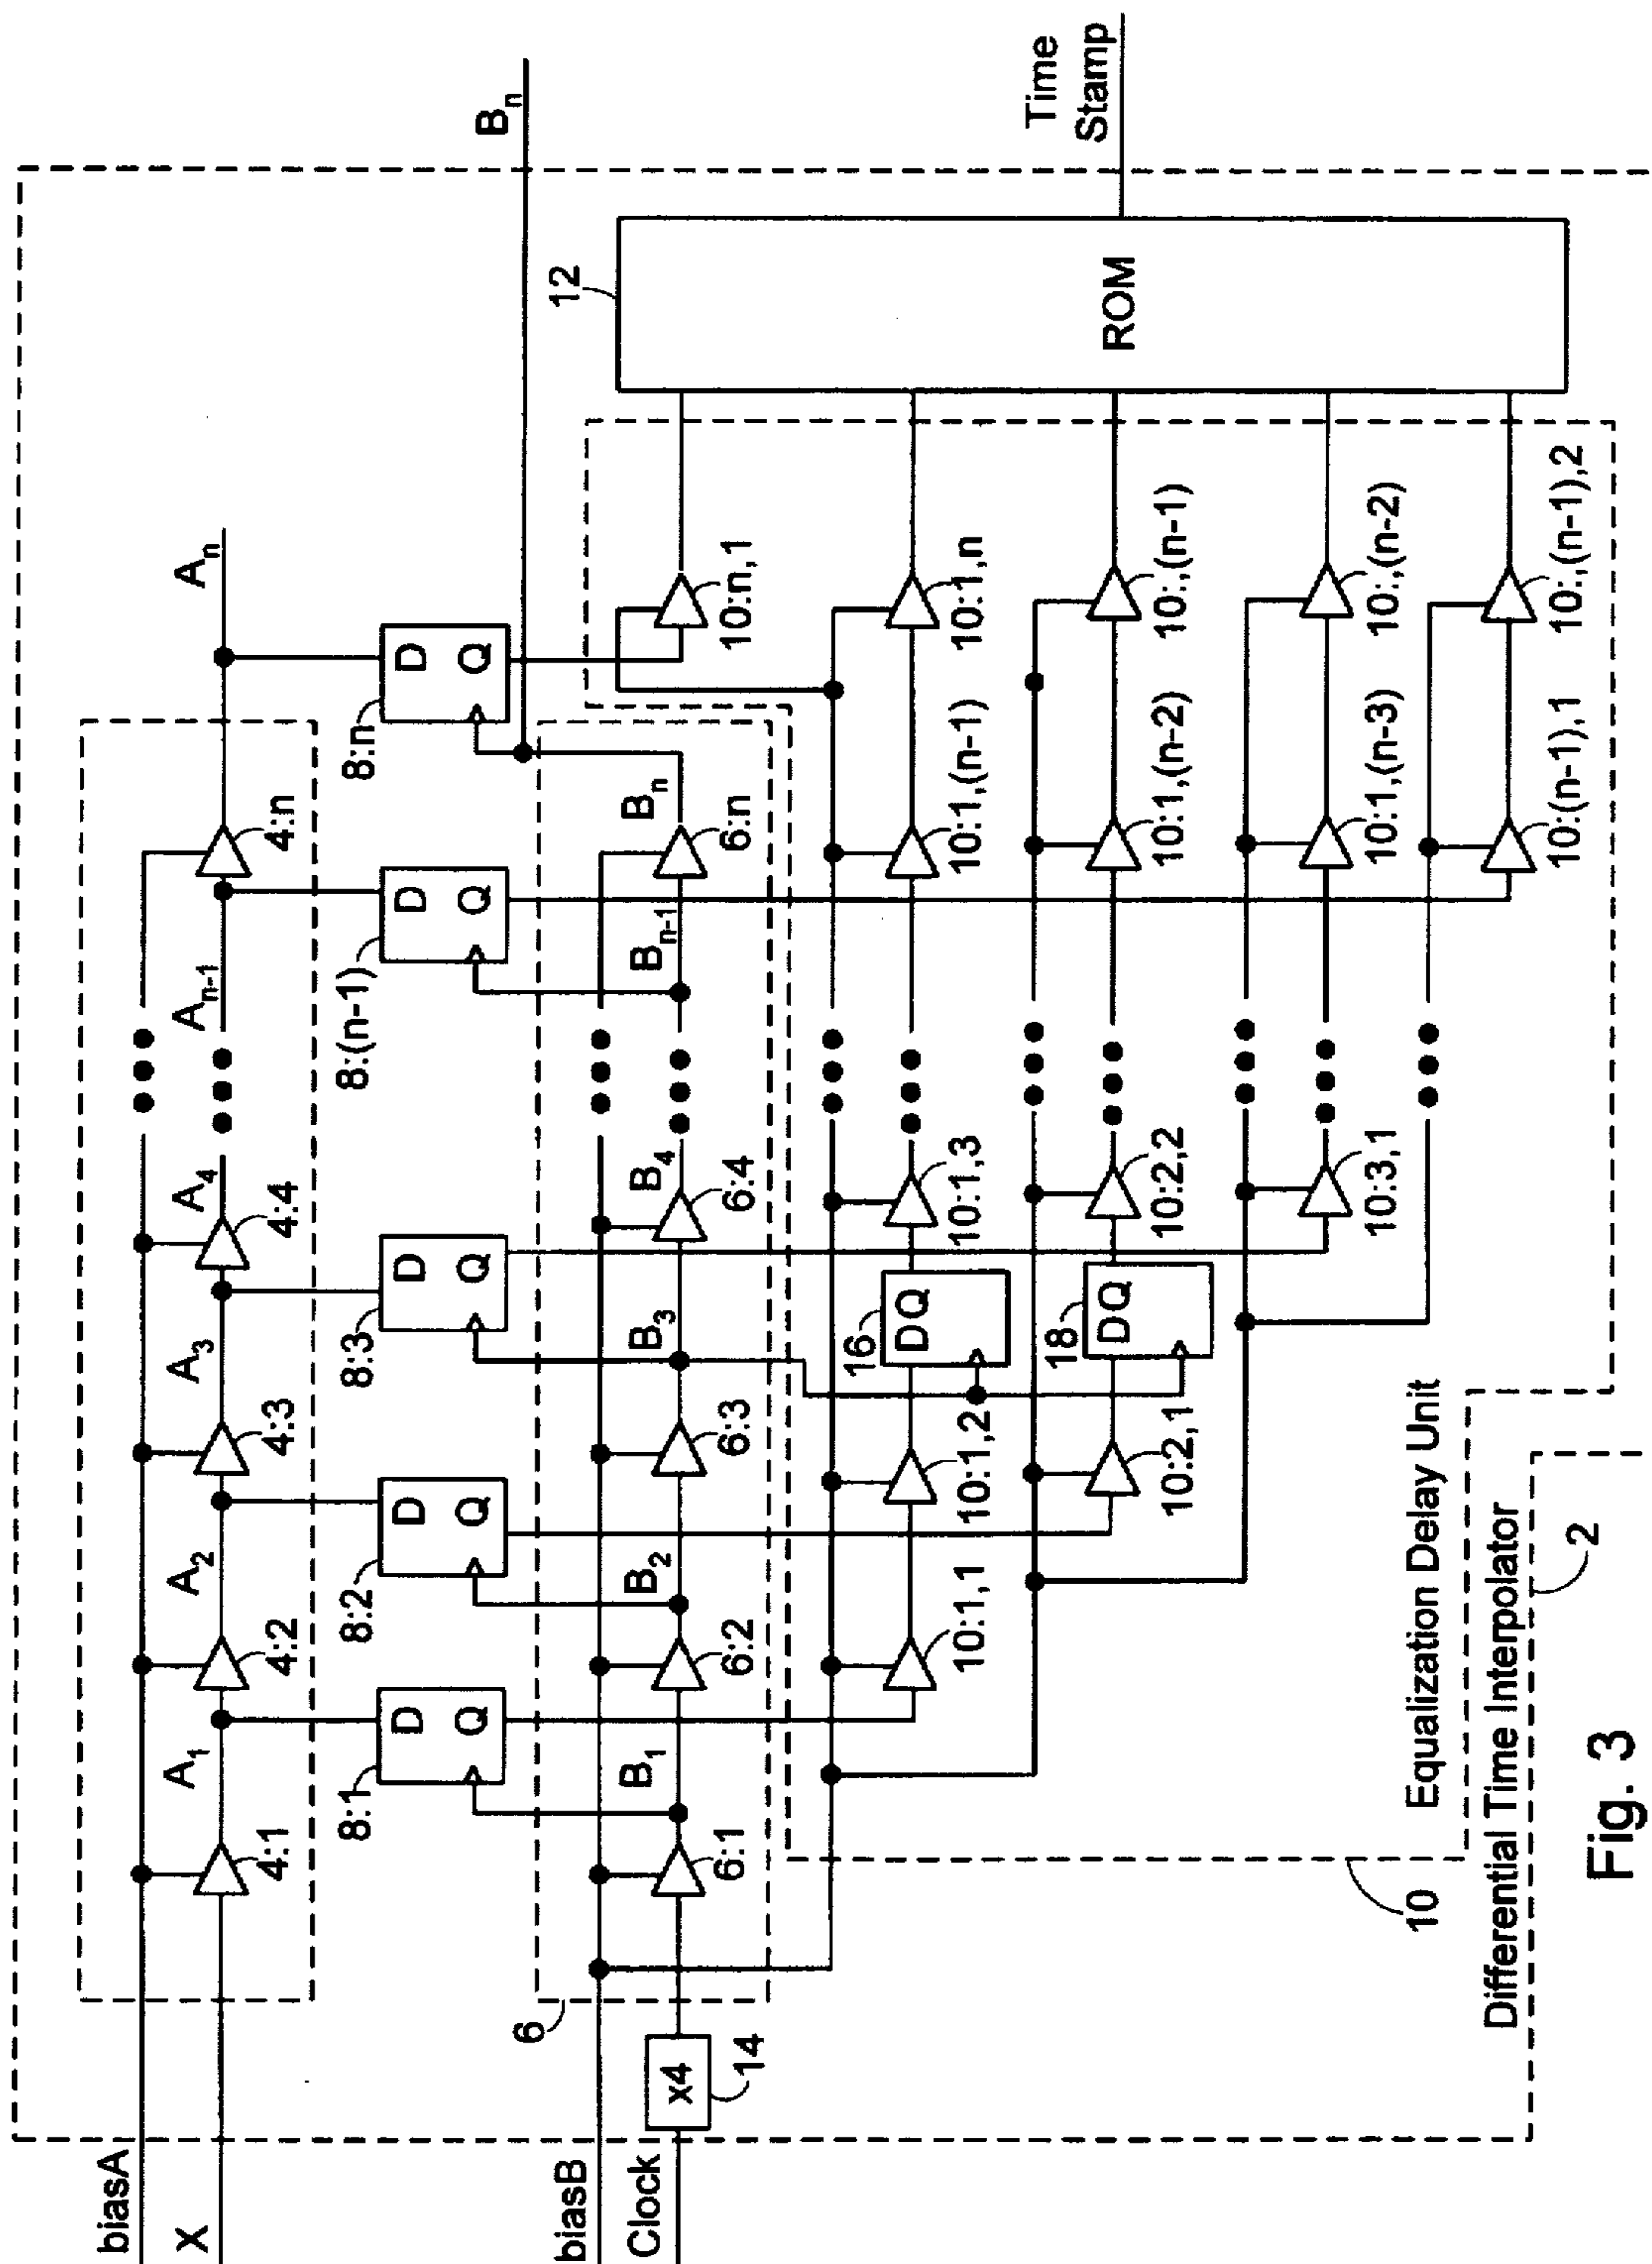 biasA
X
biasB
Clock
x4
14
6
4:1
A1
4:2
A2
4:3
A3
4:4
A4
An-1
4:n
An
8:1
D
Q
8:2
D
Q
8:3
D
Q
8:(n-1)
D
Q
8:n
D
Q
6:1
B1
6:2
B2
6:3
B3
6:4
B4
Bn-1
6:n
Bn
Bn
10:n,1
10:1,1
10:1,2
16
D Q
10:1,3
10:1,(n-1)
10:1,n
10:2,1
18
D Q
10:2,2
10:1,(n-2)
10:,(n-1)
10:3,1
10:1,(n-3)
10:,(n-2)
10:(n-1),1
10:,(n-1),2
12
ROM
Time
Stamp
10
Equalization Delay Unit
Differential Time Interpolator
2
Fig. 3